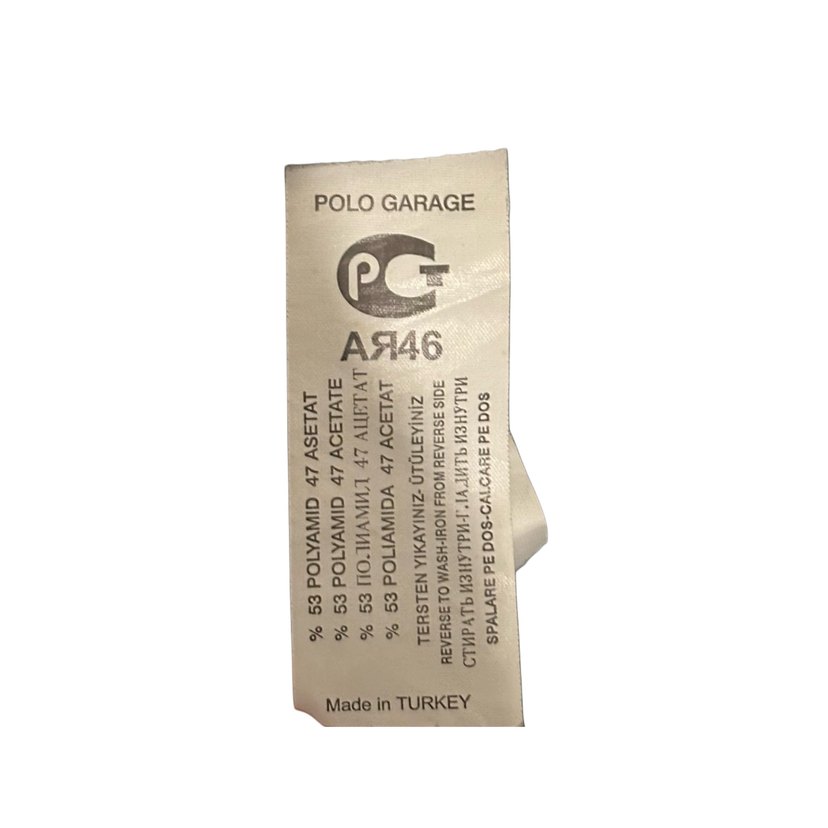 POLO GARAGE
РСТ
АЯ46
% 53 POLYAMID 47 ASETAT
% 53 POLYAMID 47 ACETATE
% 53 ПОЛИАМИД 47 АЦЕТАТ
% 53 POLIAMIDA 47 ACETAT
TERSTEN YIKAYINIZ- ÜTÜLEYİNİZ
REVERSE TO WASH-IRON FROM REVERSE SIDE
СТИРАТЬ ИЗНУТРИ-ГЛАДИТЬ ИЗНУТРИ
SPALARE PE DOS-CALCARE PE DOS
Made in TURKEY